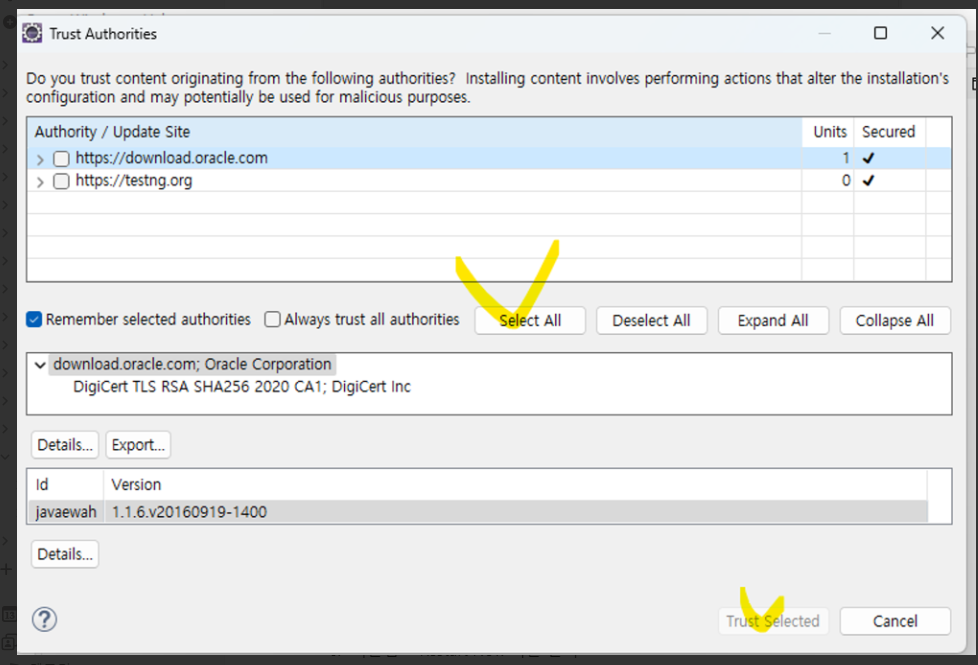 Trust Authorities
Do you trust content originating from the following authorities?  Installing content involves performing actions that alter the installation's
configuration and may potentially be used for malicious purposes.
Authority / Update Site Units Secured
https://download.oracle.com 1
https://testng.org 0
Remember selected authorities Always trust all authorities Select All Deselect All Expand All Collapse All
download.oracle.com; Oracle Corporation
DigiCert TLS RSA SHA256 2020 CA1; DigiCert Inc
Details... Export...
Id Version
javaewah 1.1.6.v20160919-1400
Details...
Trust Selected Cancel